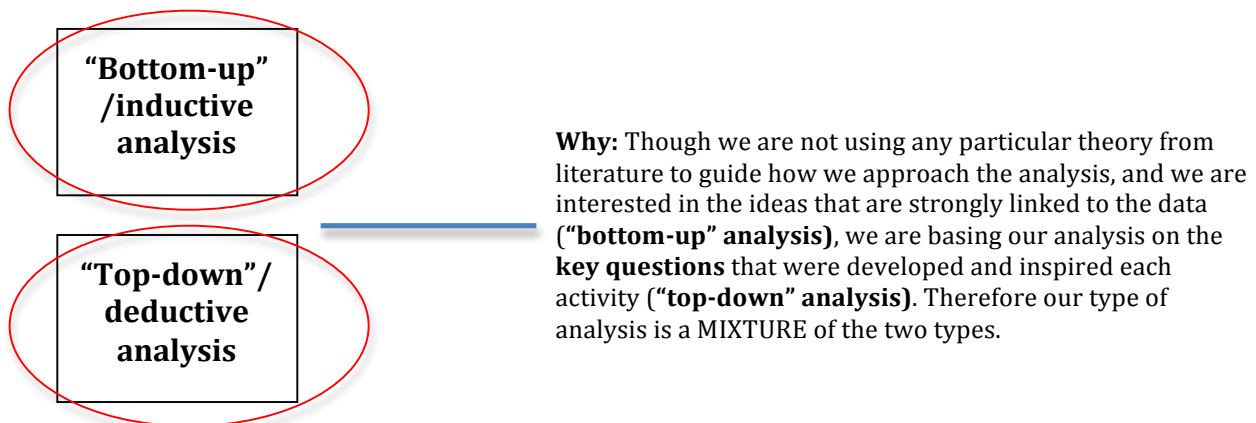 “Bottom-up”
/inductive
analysis
“Top-down”/
deductive
analysis
Why: Though we are not using any particular theory from
literature to guide how we approach the analysis, and we are
interested in the ideas that are strongly linked to the data
(“bottom-up” analysis), we are basing our analysis on the
key questions that were developed and inspired each
activity (“top-down” analysis). Therefore our type of
analysis is a MIXTURE of the two types.